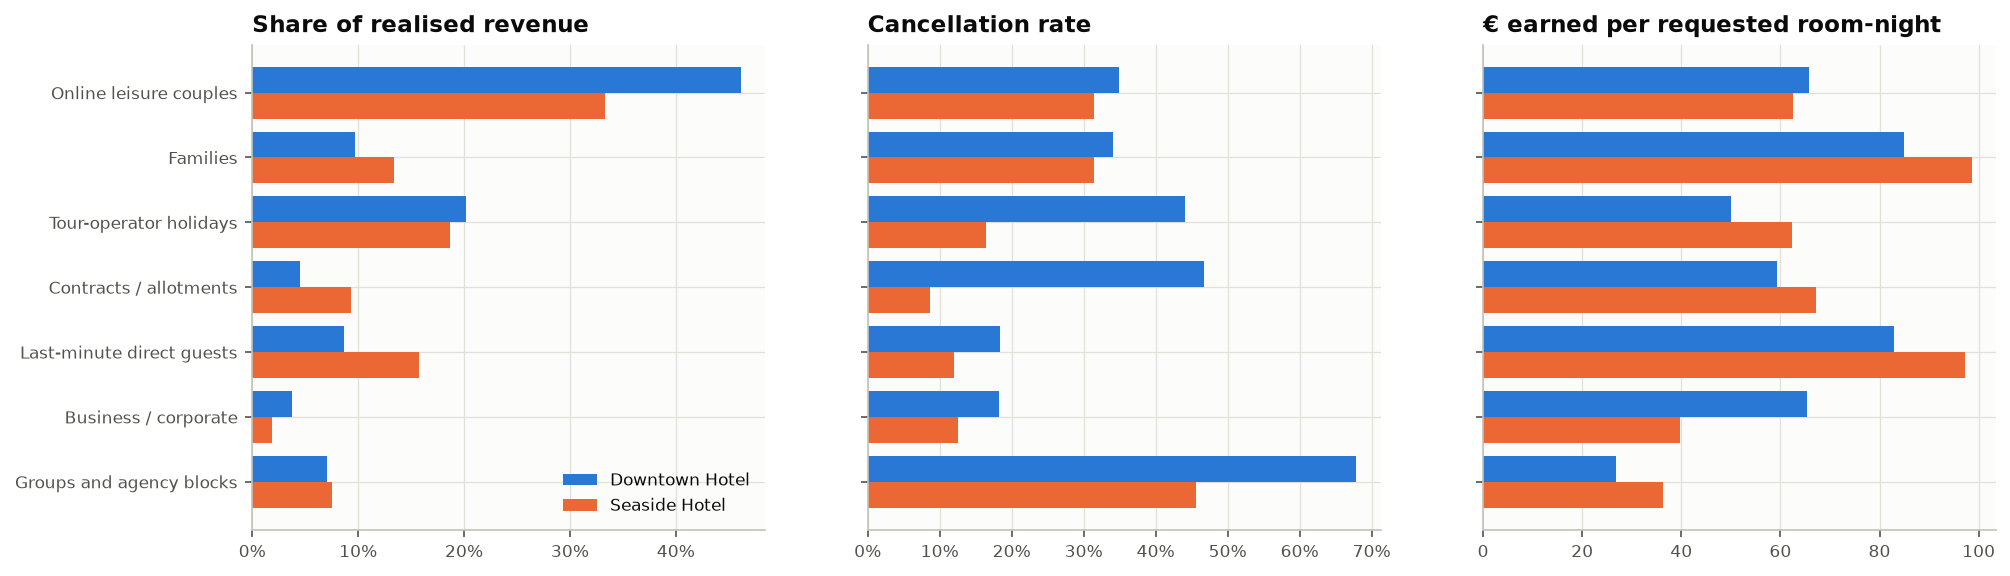 Share of realised revenue
Cancellation rate
€ earned per requested room-night
Online leisure couples
Families
Tour-operator holidays
Contracts / allotments
Last-minute direct guests
Business / corporate
Groups and agency blocks
Downtown Hotel
Seaside Hotel
0% 10% 20% 30% 40%
0% 10% 20% 30% 40% 50% 60% 70%
0 20 40 60 80 100